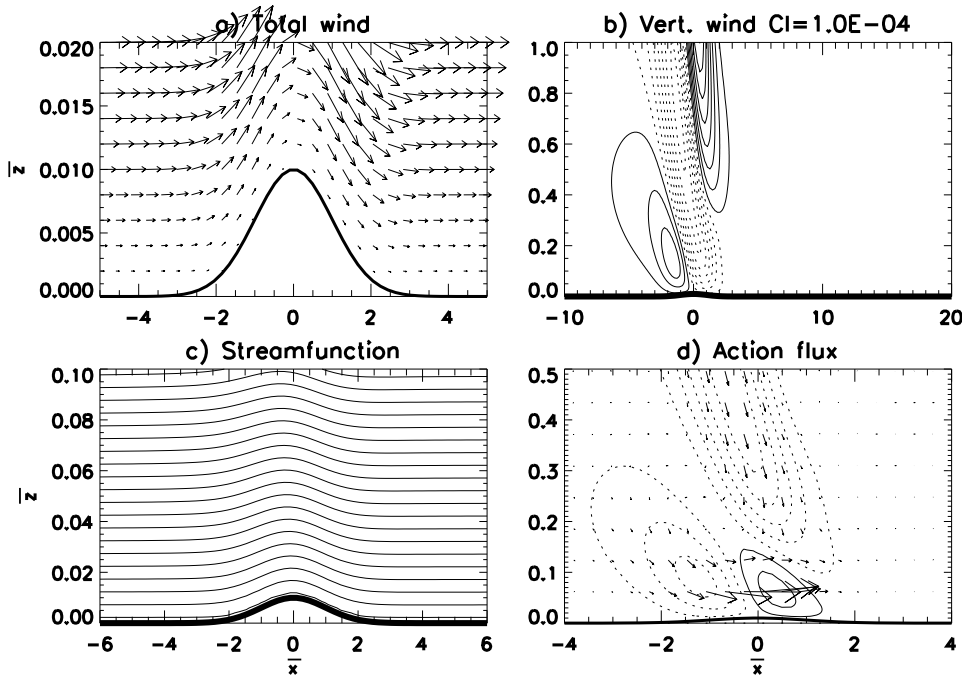 a) Total wind
b) Vert. wind CI=1.0E−04
0.020
0.015
0.010
0.005
0.000
z
−4 −2 0 2 4
1.0
0.8
0.6
0.4
0.2
0.0
−10 0 10 20
c) Streamfunction
d) Action flux
0.10
0.08
0.06
0.04
0.02
0.00
z
−6 −4 −2 0 2 4 6
x
0.5
0.4
0.3
0.2
0.1
0.0
−4 −2 0 2 4
x